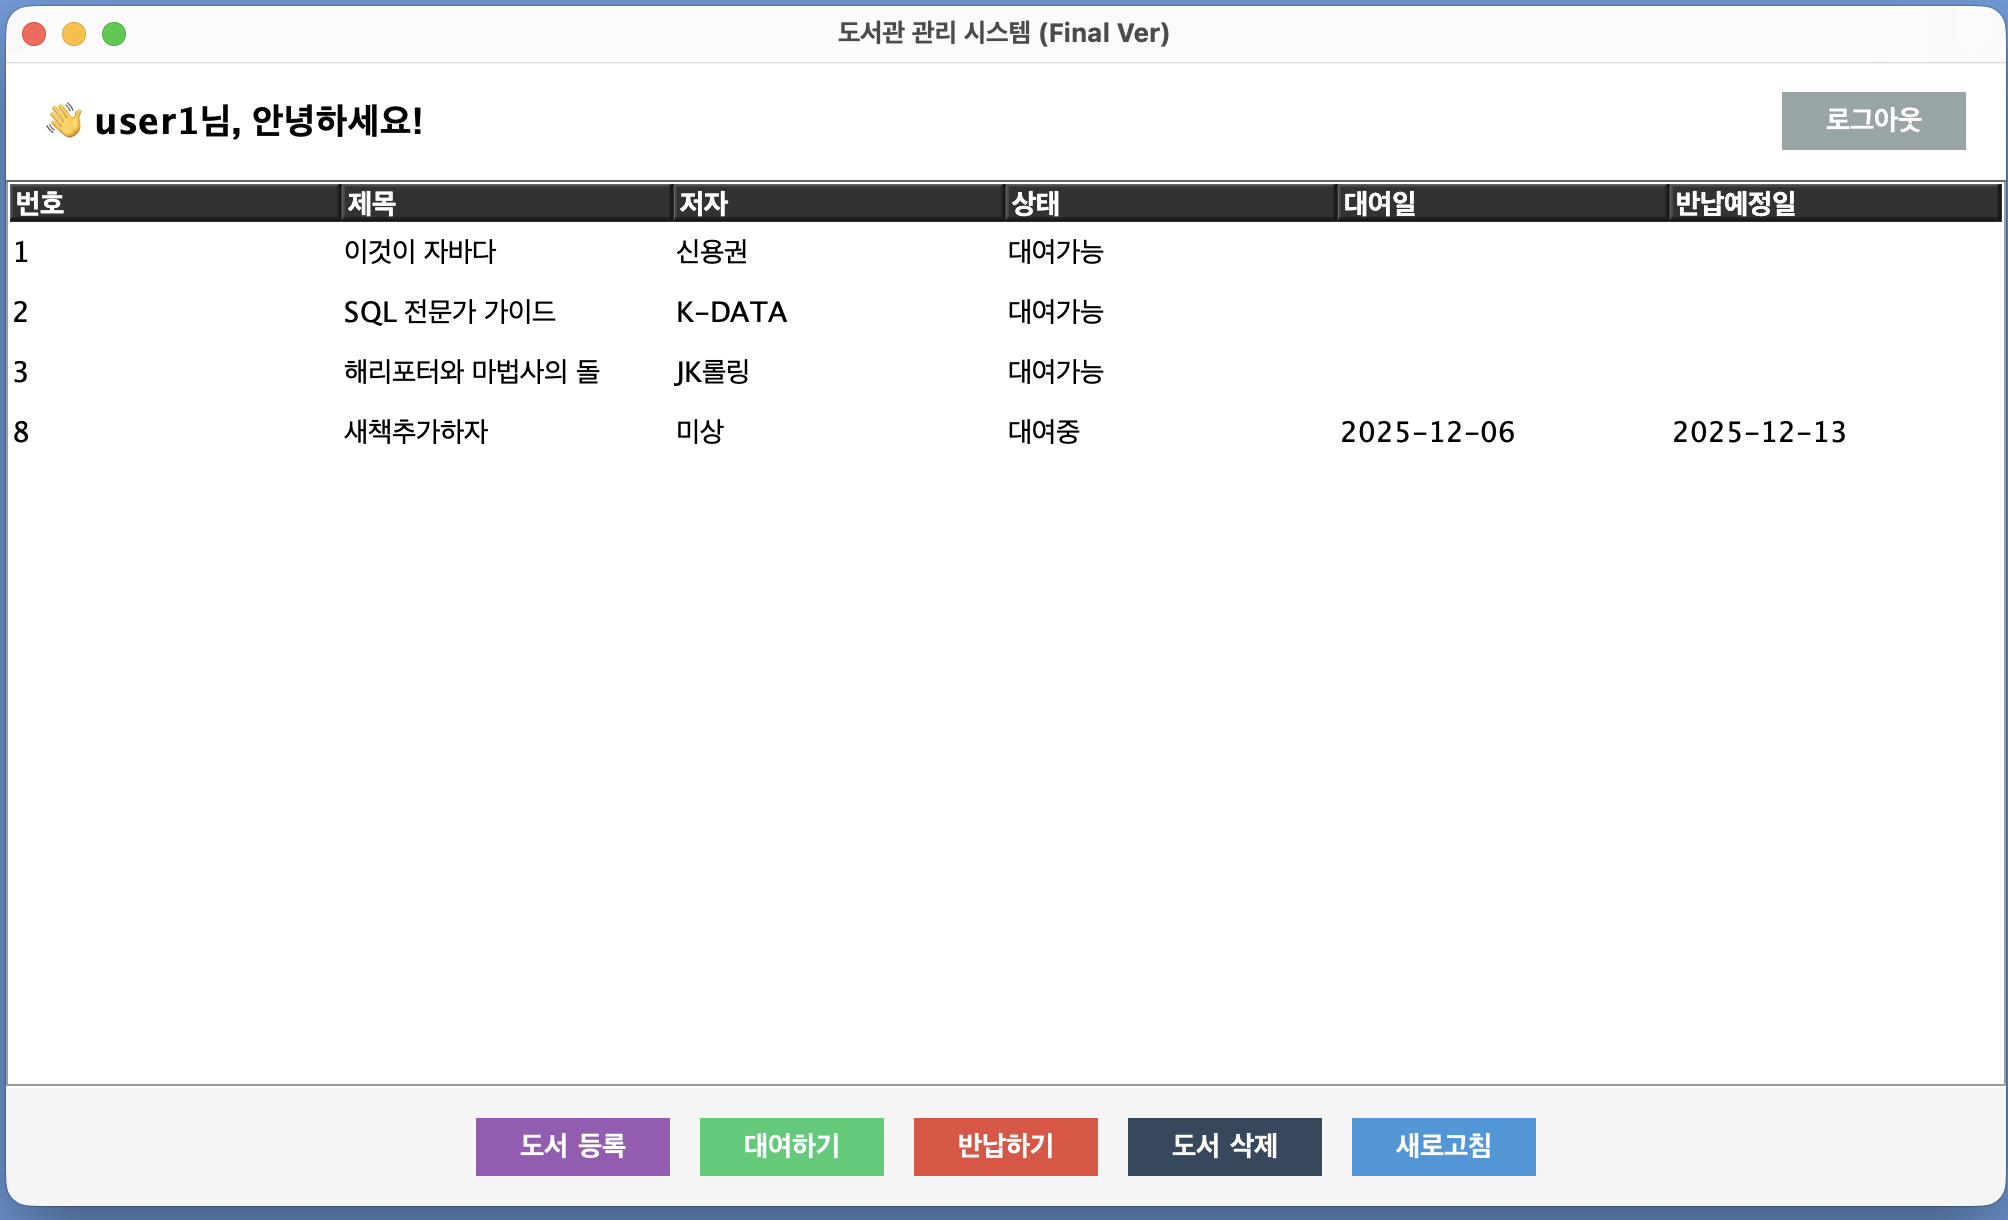 도서관 관리 시스템 (Final Ver)
👋 user1님, 안녕하세요!
로그아웃
번호 제목 저자 상태 대여일 반납예정일
1 이것이 자바다 신용권 대여가능
2 SQL 전문가 가이드 K-DATA 대여가능
3 해리포터와 마법사의 돌 JK롤링 대여가능
8 새책추가하자 미상 대여중 2025-12-06 2025-12-13
도서 등록 대여하기 반납하기 도서 삭제 새로고침